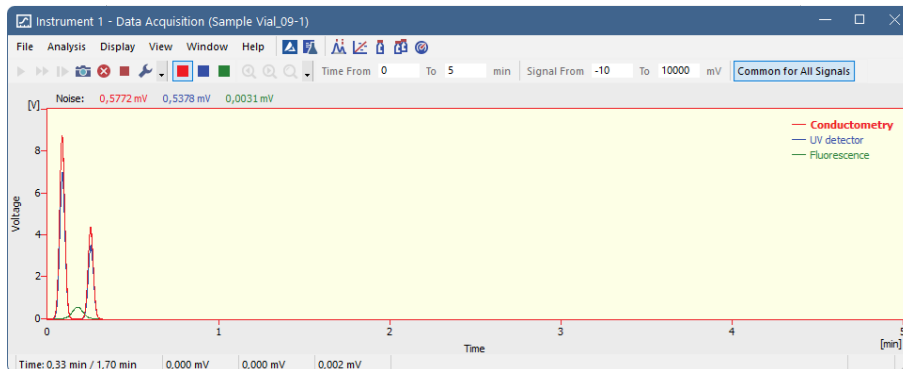 Instrument 1 - Data Acquisition (Sample Vial_09-1)
File Analysis Display View Window Help
Time From 0 To 5 min Signal From -10 To 10000 mV Common for All Signals
Noise: 0,5772 mV 0,5378 mV 0,0031 mV
[V]
Conductometry
UV detector
Fluorescence
8
6
4
2
0
Voltage
0 1 2 3 4 5
Time
[min]
Time: 0,33 min / 1,70 min 0,000 mV 0,000 mV 0,002 mV